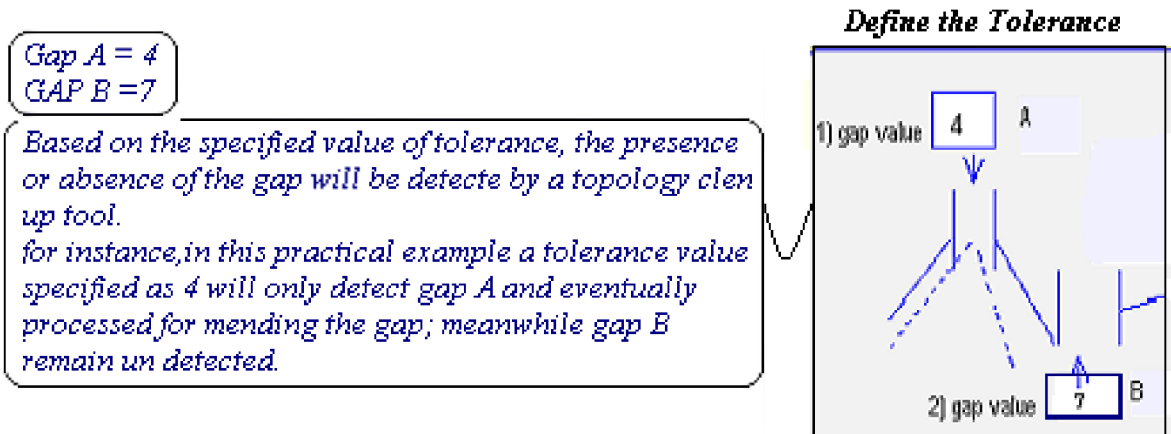 Define the Tolerance
Gap A = 4
GAP B =7
Based on the specified value of tolerance, the presence
or absence of the gap will be detecte by a topology clen
up tool.
for instance,in this practical example a tolerance value
specified as 4 will only detect gap A and eventually
processed for mending the gap; meanwhile gap B
remain un detected.
1) gap value 4 A
2) gap value 7 B